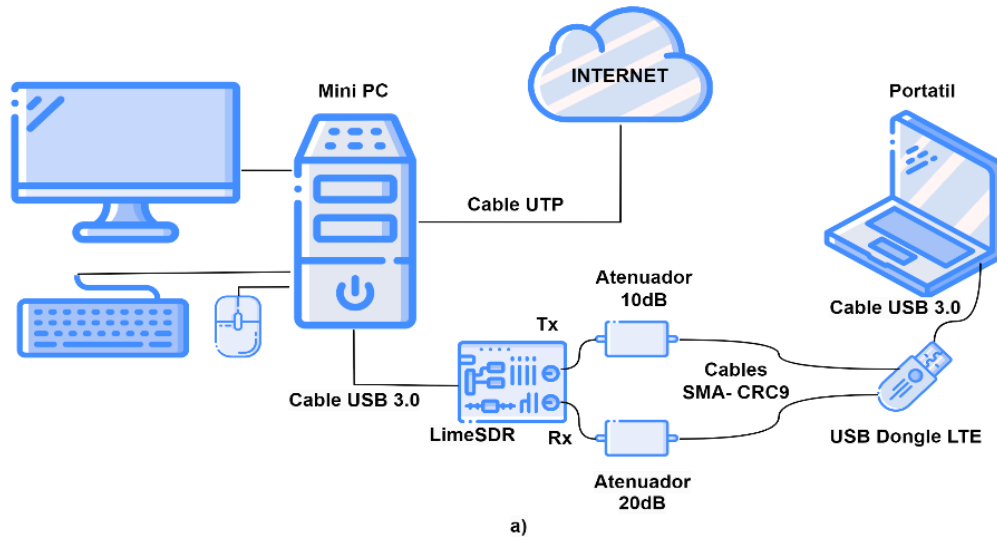 INTERNET
Mini PC
Portatil
Cable UTP
Atenuador
10dB
Cable USB 3.0
Tx
Cables
SMA- CRC9
Cable USB 3.0
LimeSDR
Rx
USB Dongle LTE
Atenuador
20dB
a)